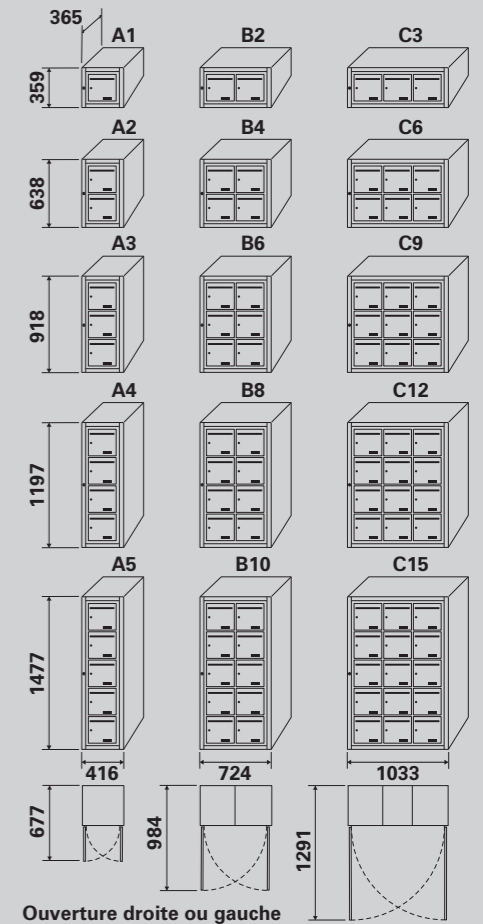 365
A1 B2 C3
359
A2 B4 C6
638
A3 B6 C9
918
A4 B8 C12
1197
A5 B10 C15
1477
416 724 1033
677 984 1291
Ouverture droite ou gauche